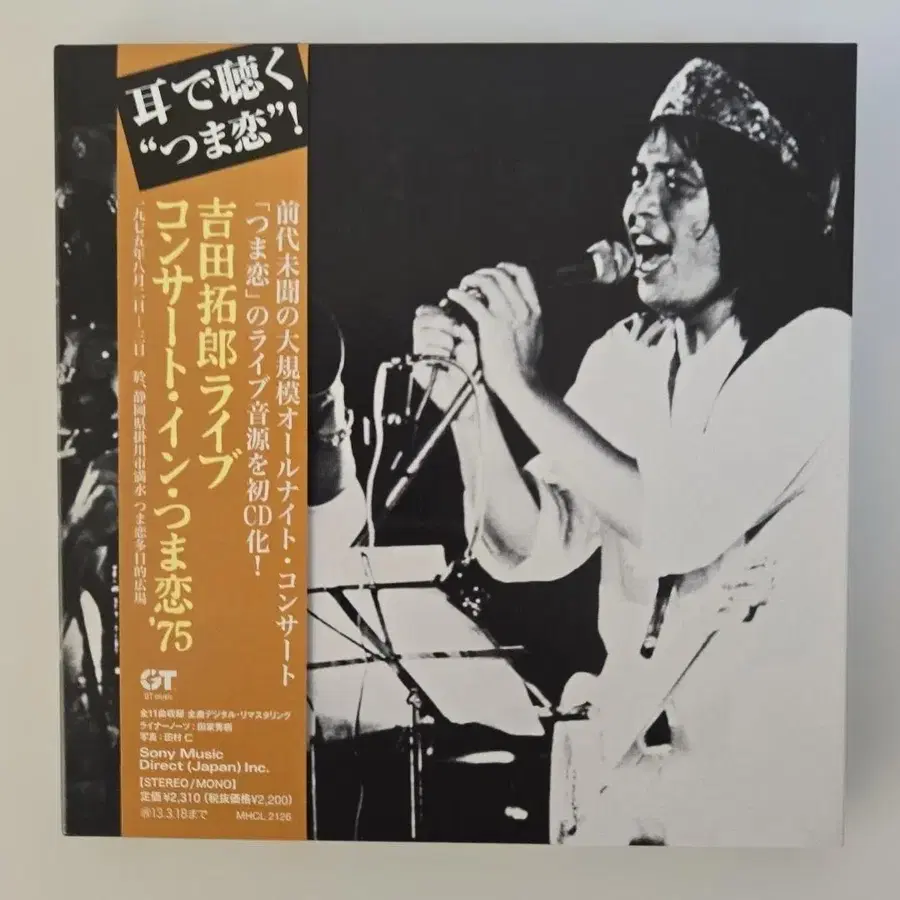 耳で聴く
“つま恋”!
前代未聞の大規模オールナイト・コンサート
「つま恋」のライブ音源を初CD化!
吉田拓郎ライブ
コンサート・イン・つま恋’75
一九七五年八月二日―三日 於、静岡県掛川市満水 つま恋多目的広場
GT
GT music
全11曲収録 全曲デジタル・リマスタリング
ライナーノーツ:田家秀樹
写真:田村 仁
Sony Music
Direct (Japan) Inc.
[STEREO/MONO]
定価¥2,310 (税抜価格¥2,200)
13.3.18まで
MHCL 2126